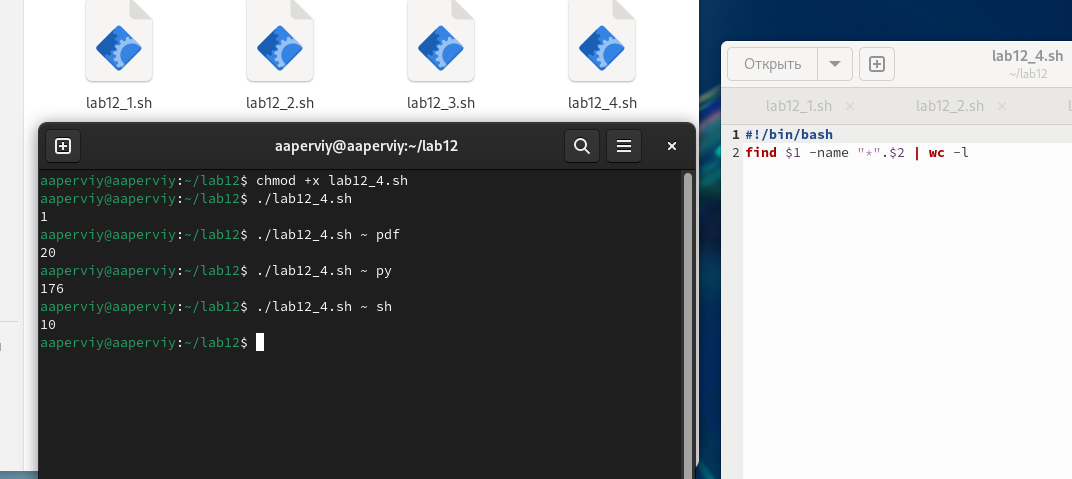 lab12_1.sh
lab12_2.sh
lab12_3.sh
lab12_4.sh
aaperviy@aaperviy:~/lab12
aaperviy@aaperviy:~/lab12$ chmod +x lab12_4.sh
aaperviy@aaperviy:~/lab12$ ./lab12_4.sh
1
aaperviy@aaperviy:~/lab12$ ./lab12_4.sh ~ pdf
20
aaperviy@aaperviy:~/lab12$ ./lab12_4.sh ~ py
176
aaperviy@aaperviy:~/lab12$ ./lab12_4.sh ~ sh
10
aaperviy@aaperviy:~/lab12$
Открыть
lab12_4.sh
~/lab12
lab12_1.sh
lab12_2.sh
1 #!/bin/bash
2 find $1 -name "*".$2 | wc -l